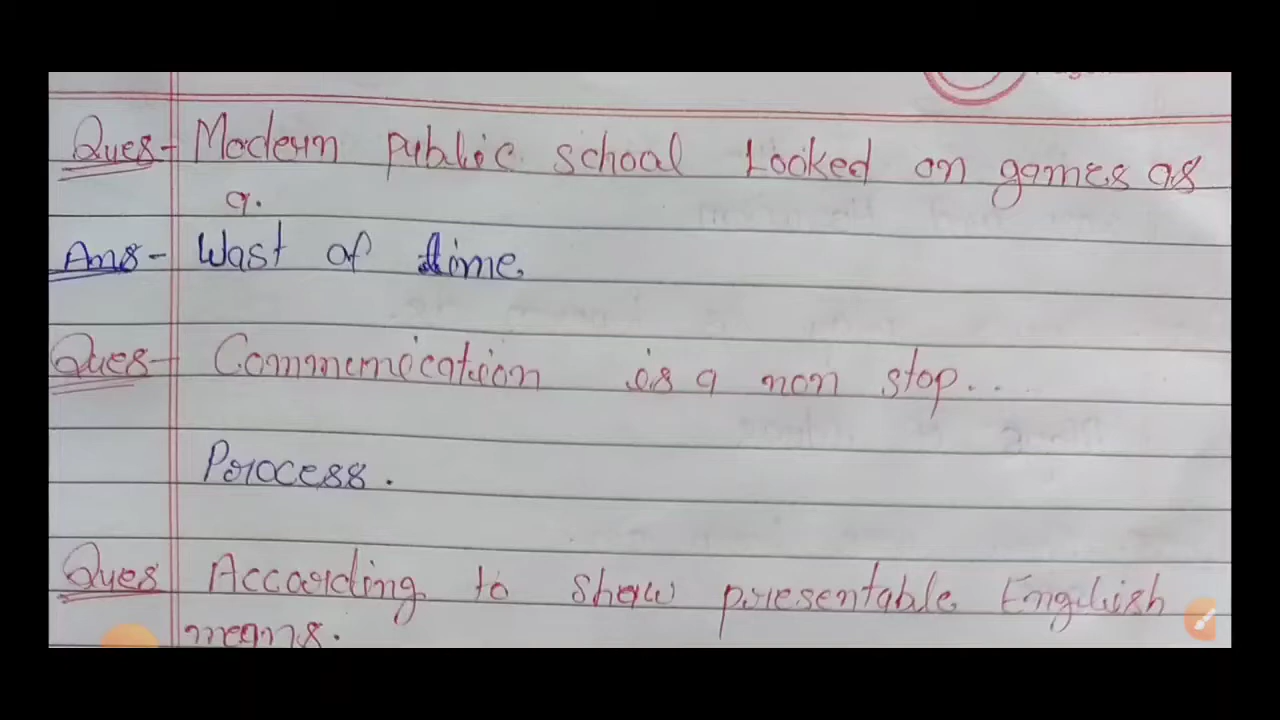 Ques- Modern public school Looked on games as
a.
Ans- Wast of time.
Ques- Commemication is a non stop...
Process.
Ques According to show presentable English
means.